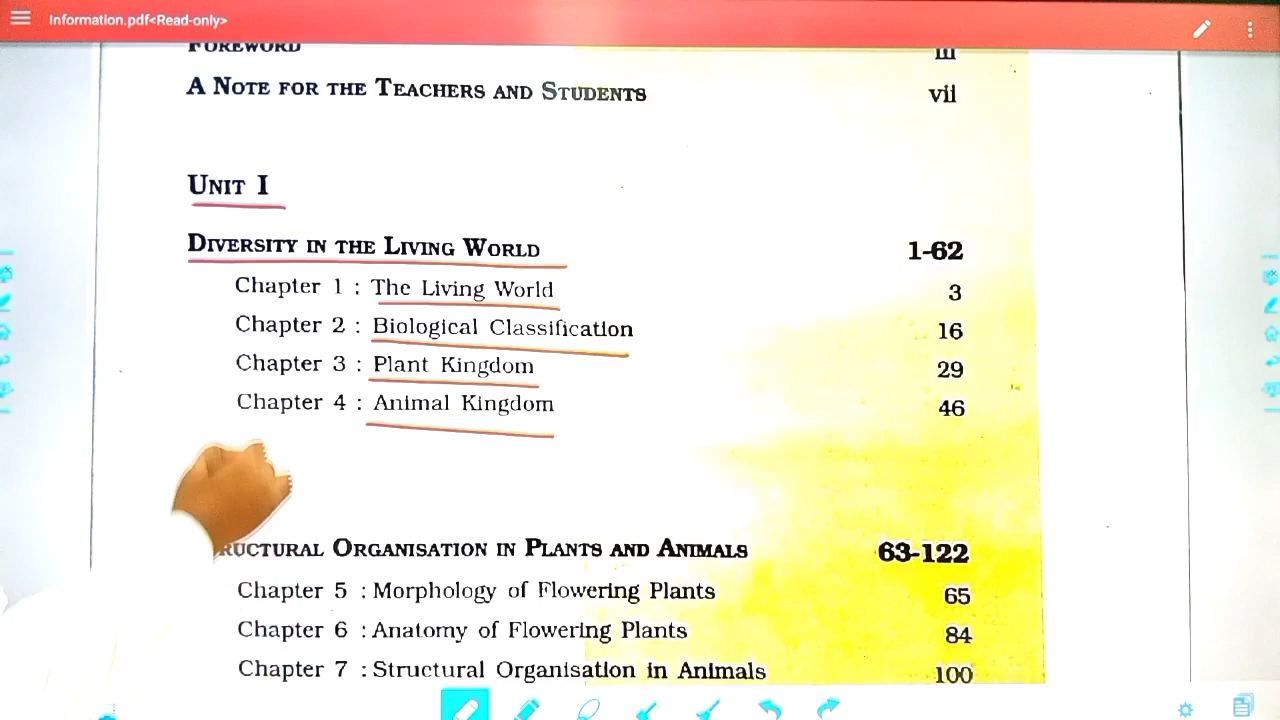 Information.pdf<Read-only>
FOREWORD iii
A NOTE FOR THE TEACHERS AND STUDENTS vii
UNIT I
DIVERSITY IN THE LIVING WORLD 1-62
Chapter 1 : The Living World 3
Chapter 2 : Biological Classification 16
Chapter 3 : Plant Kingdom 29
Chapter 4 : Animal Kingdom 46
ORGANISATION IN PLANTS AND ANIMALS 63-122
Chapter 5 : Morphology of Flowering Plants 65
Chapter 6 : Anatomy of Flowering Plants 84
Chapter 7 : Structural Organisation in Animals 100